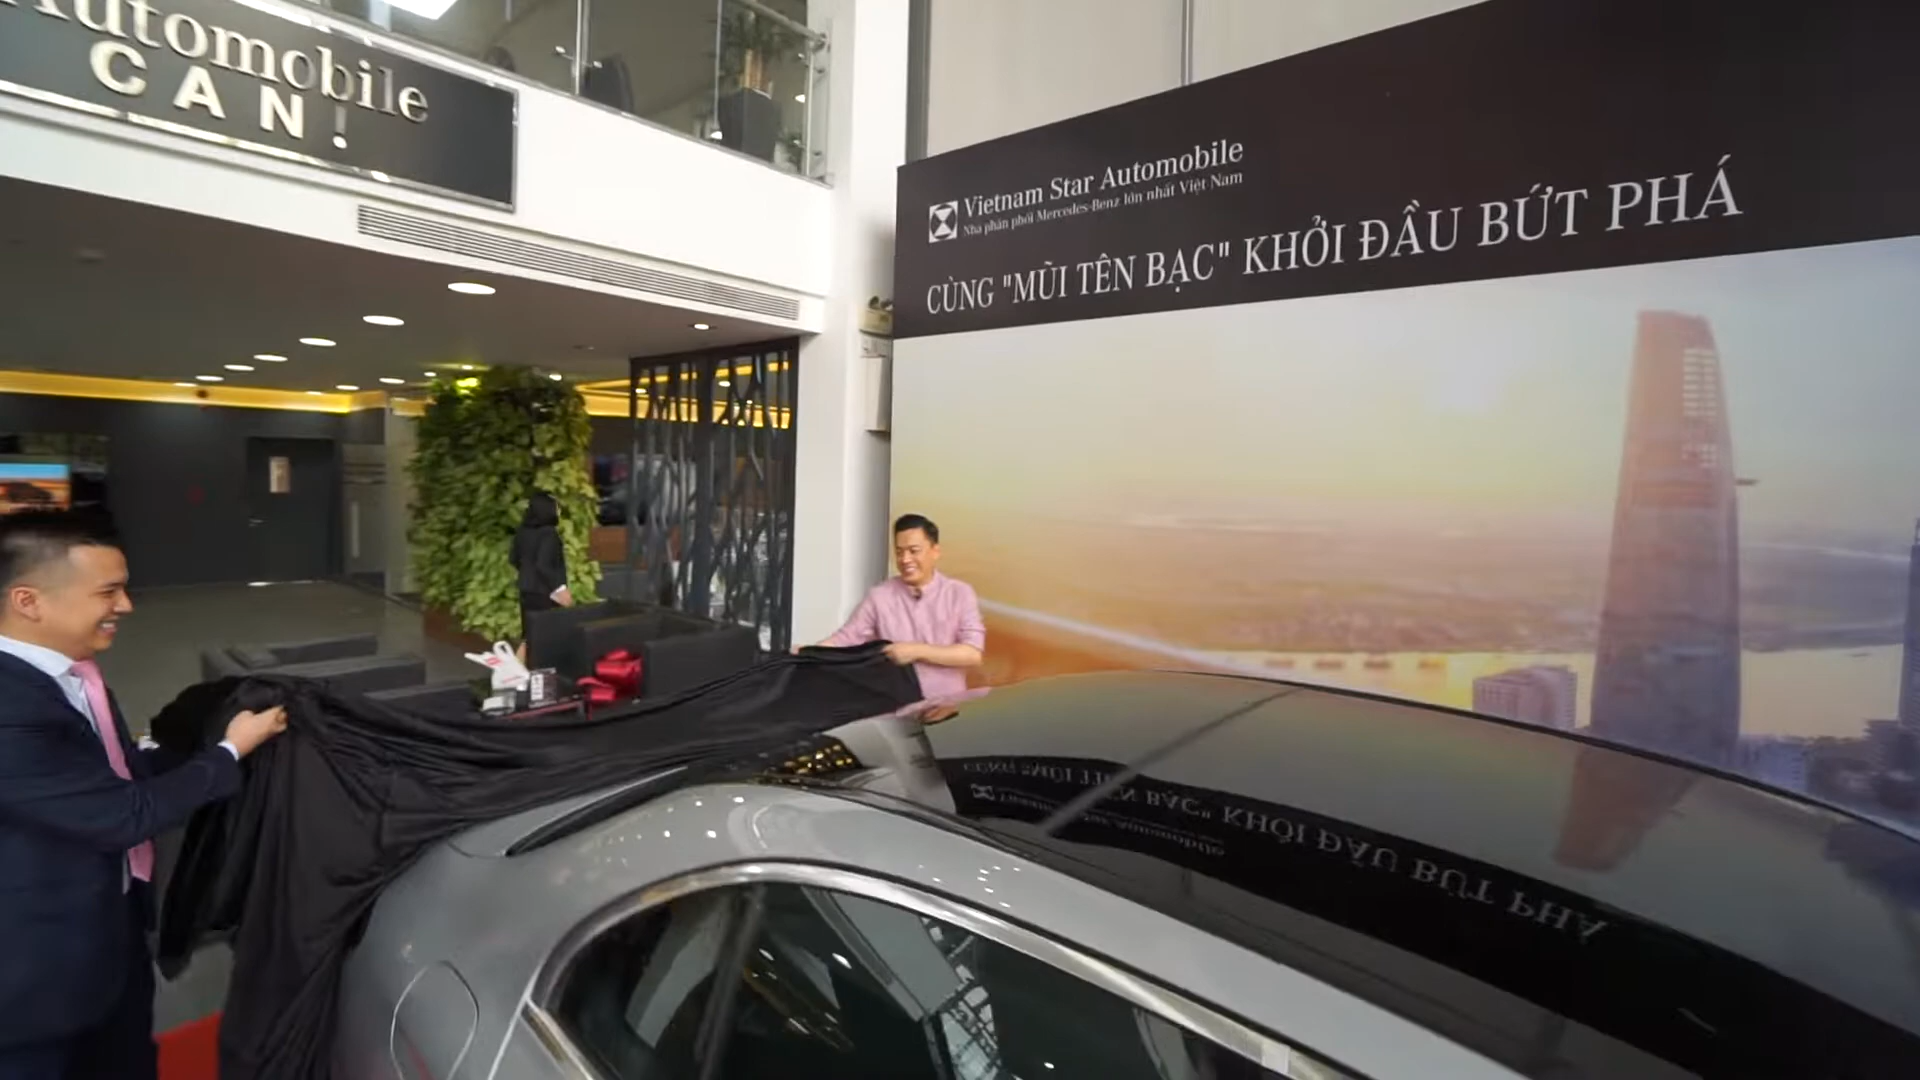 Automobile
CAN!
Vietnam Star Automobile
Nhà phân phối Mercedes-Benz lớn nhất Việt Nam
CÙNG "MŨI TÊN BẠC" KHỞI ĐẦU BỨT PHÁ